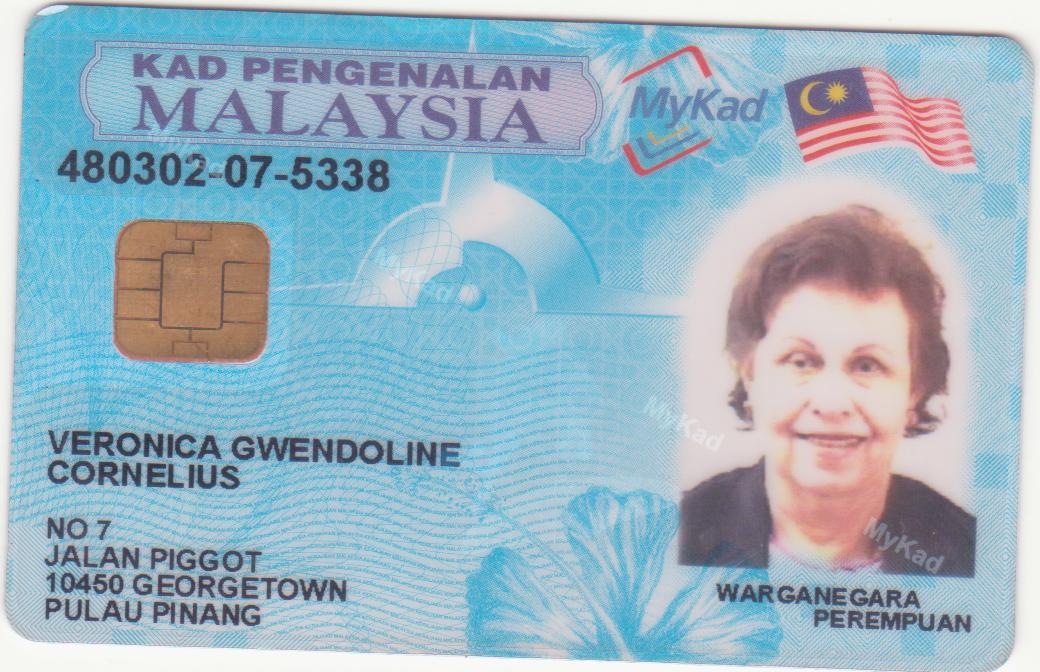 KAD PENGENALAN
MALAYSIA
MyKad
480302-07-5338
MyKad
MyKad
MyKad
VERONICA GWENDOLINE
CORNELIUS
NO 7
JALAN PIGGOT
10450 GEORGETOWN
PULAU PINANG
MyKad
WARGANEGARA
PEREMPUAN